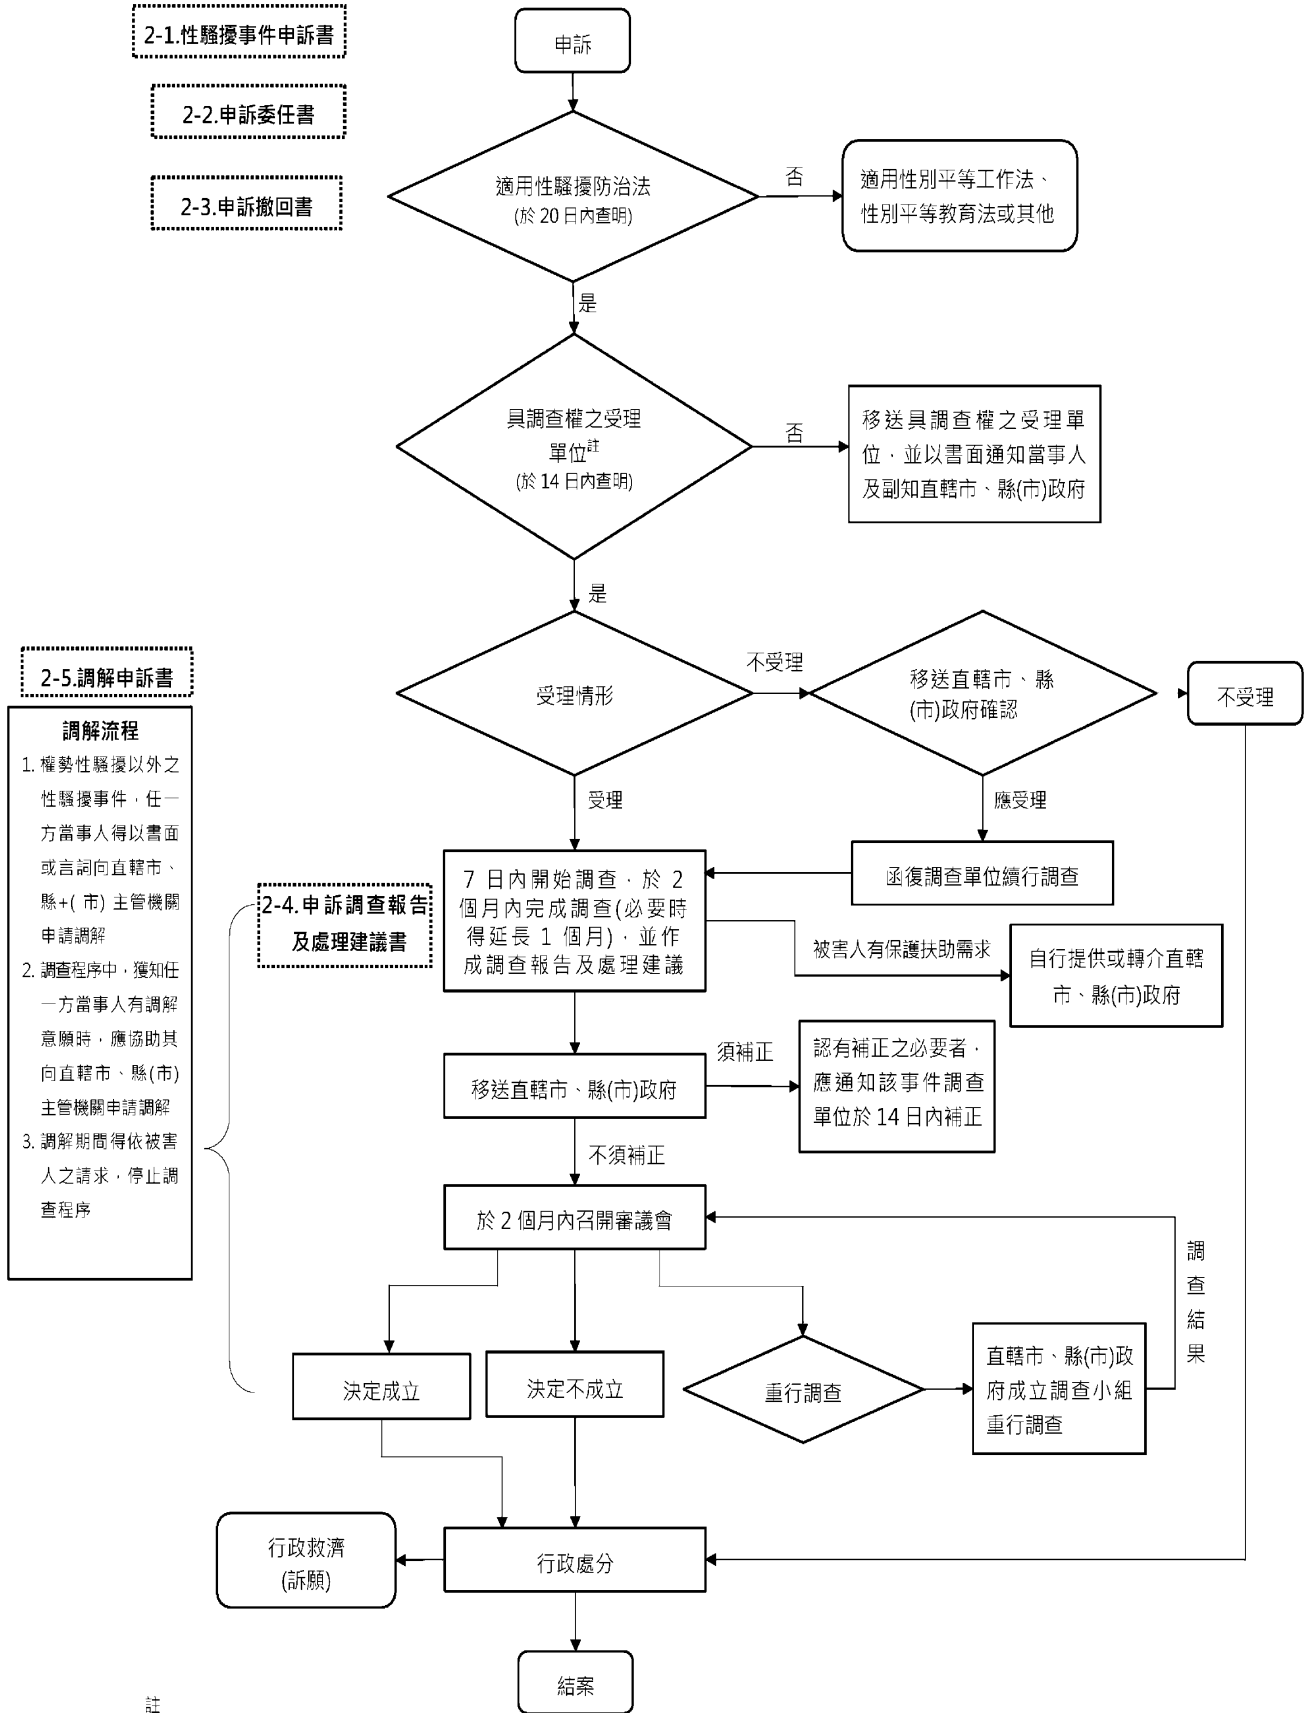 2-1.性騷擾事件申訴書
申訴
2-2.申訴委任書
2-3.申訴撤回書
適用性騷擾防治法
(於20日內查明)
否
適用性別平等工作法、
性別平等教育法或其他
是
具調查權之受理
單位註
(於14日內查明)
否
移送具調查權之受理單
位，並以書面通知當事人
及副知直轄市、縣(市)政府
是
受理情形
不受理
移送直轄市、縣
(市)政府確認
不受理
受理
應受理
函復調查單位續行調查
2-5.調解申訴書
調解流程
1. 權勢性騷擾以外之
性騷擾事件，任一
方當事人得以書面
或言詞向直轄市、
縣+( 市) 主管機關
申請調解
2. 調查程序中，獲知任
一方當事人有調解
意願時，應協助其
向直轄市、縣(市)
主管機關申請調解
3. 調解期間得依被害
人之請求，停止調
查程序
2-4.申訴調查報告
及處理建議書
7 日內開始調查，於 2
個月內完成調查(必要時
得延長 1 個月)，並作
成調查報告及處理建議
被害人有保護扶助需求
自行提供或轉介直轄
市、縣(市)政府
移送直轄市、縣(市)政府
須補正
認有補正之必要者，
應通知該事件調查
單位於14日內補正
不須補正
於2個月內召開審議會
調查結果
決定成立
決定不成立
重行調查
直轄市、縣(市)政
府成立調查小組
重行調查
行政救濟
(訴願)
行政處分
結案
註